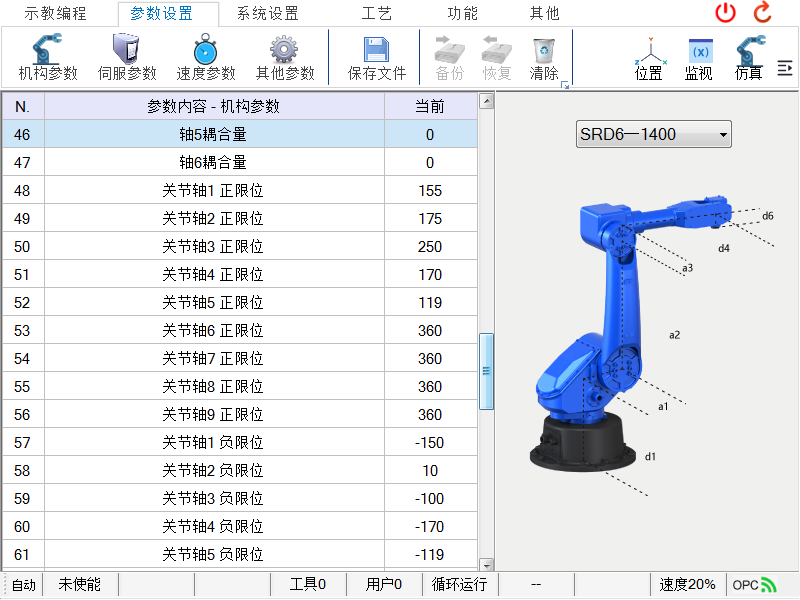 示教编程 参数设置 系统设置 工艺 功能 其他
机构参数 伺服参数 速度参数 其他参数 保存文件 备份 恢复 清除 位置 监视 仿真
N. 参数内容 - 机构参数 当前
46 轴5耦合量 0
47 轴6耦合量 0
48 关节轴1 正限位 155
49 关节轴2 正限位 175
50 关节轴3 正限位 250
51 关节轴4 正限位 170
52 关节轴5 正限位 119
53 关节轴6 正限位 360
54 关节轴7 正限位 360
55 关节轴8 正限位 360
56 关节轴9 正限位 360
57 关节轴1 负限位 -150
58 关节轴2 负限位 10
59 关节轴3 负限位 -100
60 关节轴4 负限位 -170
61 关节轴5 负限位 -119
SRD6—1400
d6
d4
a3
a2
a1
d1
自动 未使能 工具0 用户0 循环运行 -- 速度20% OPC